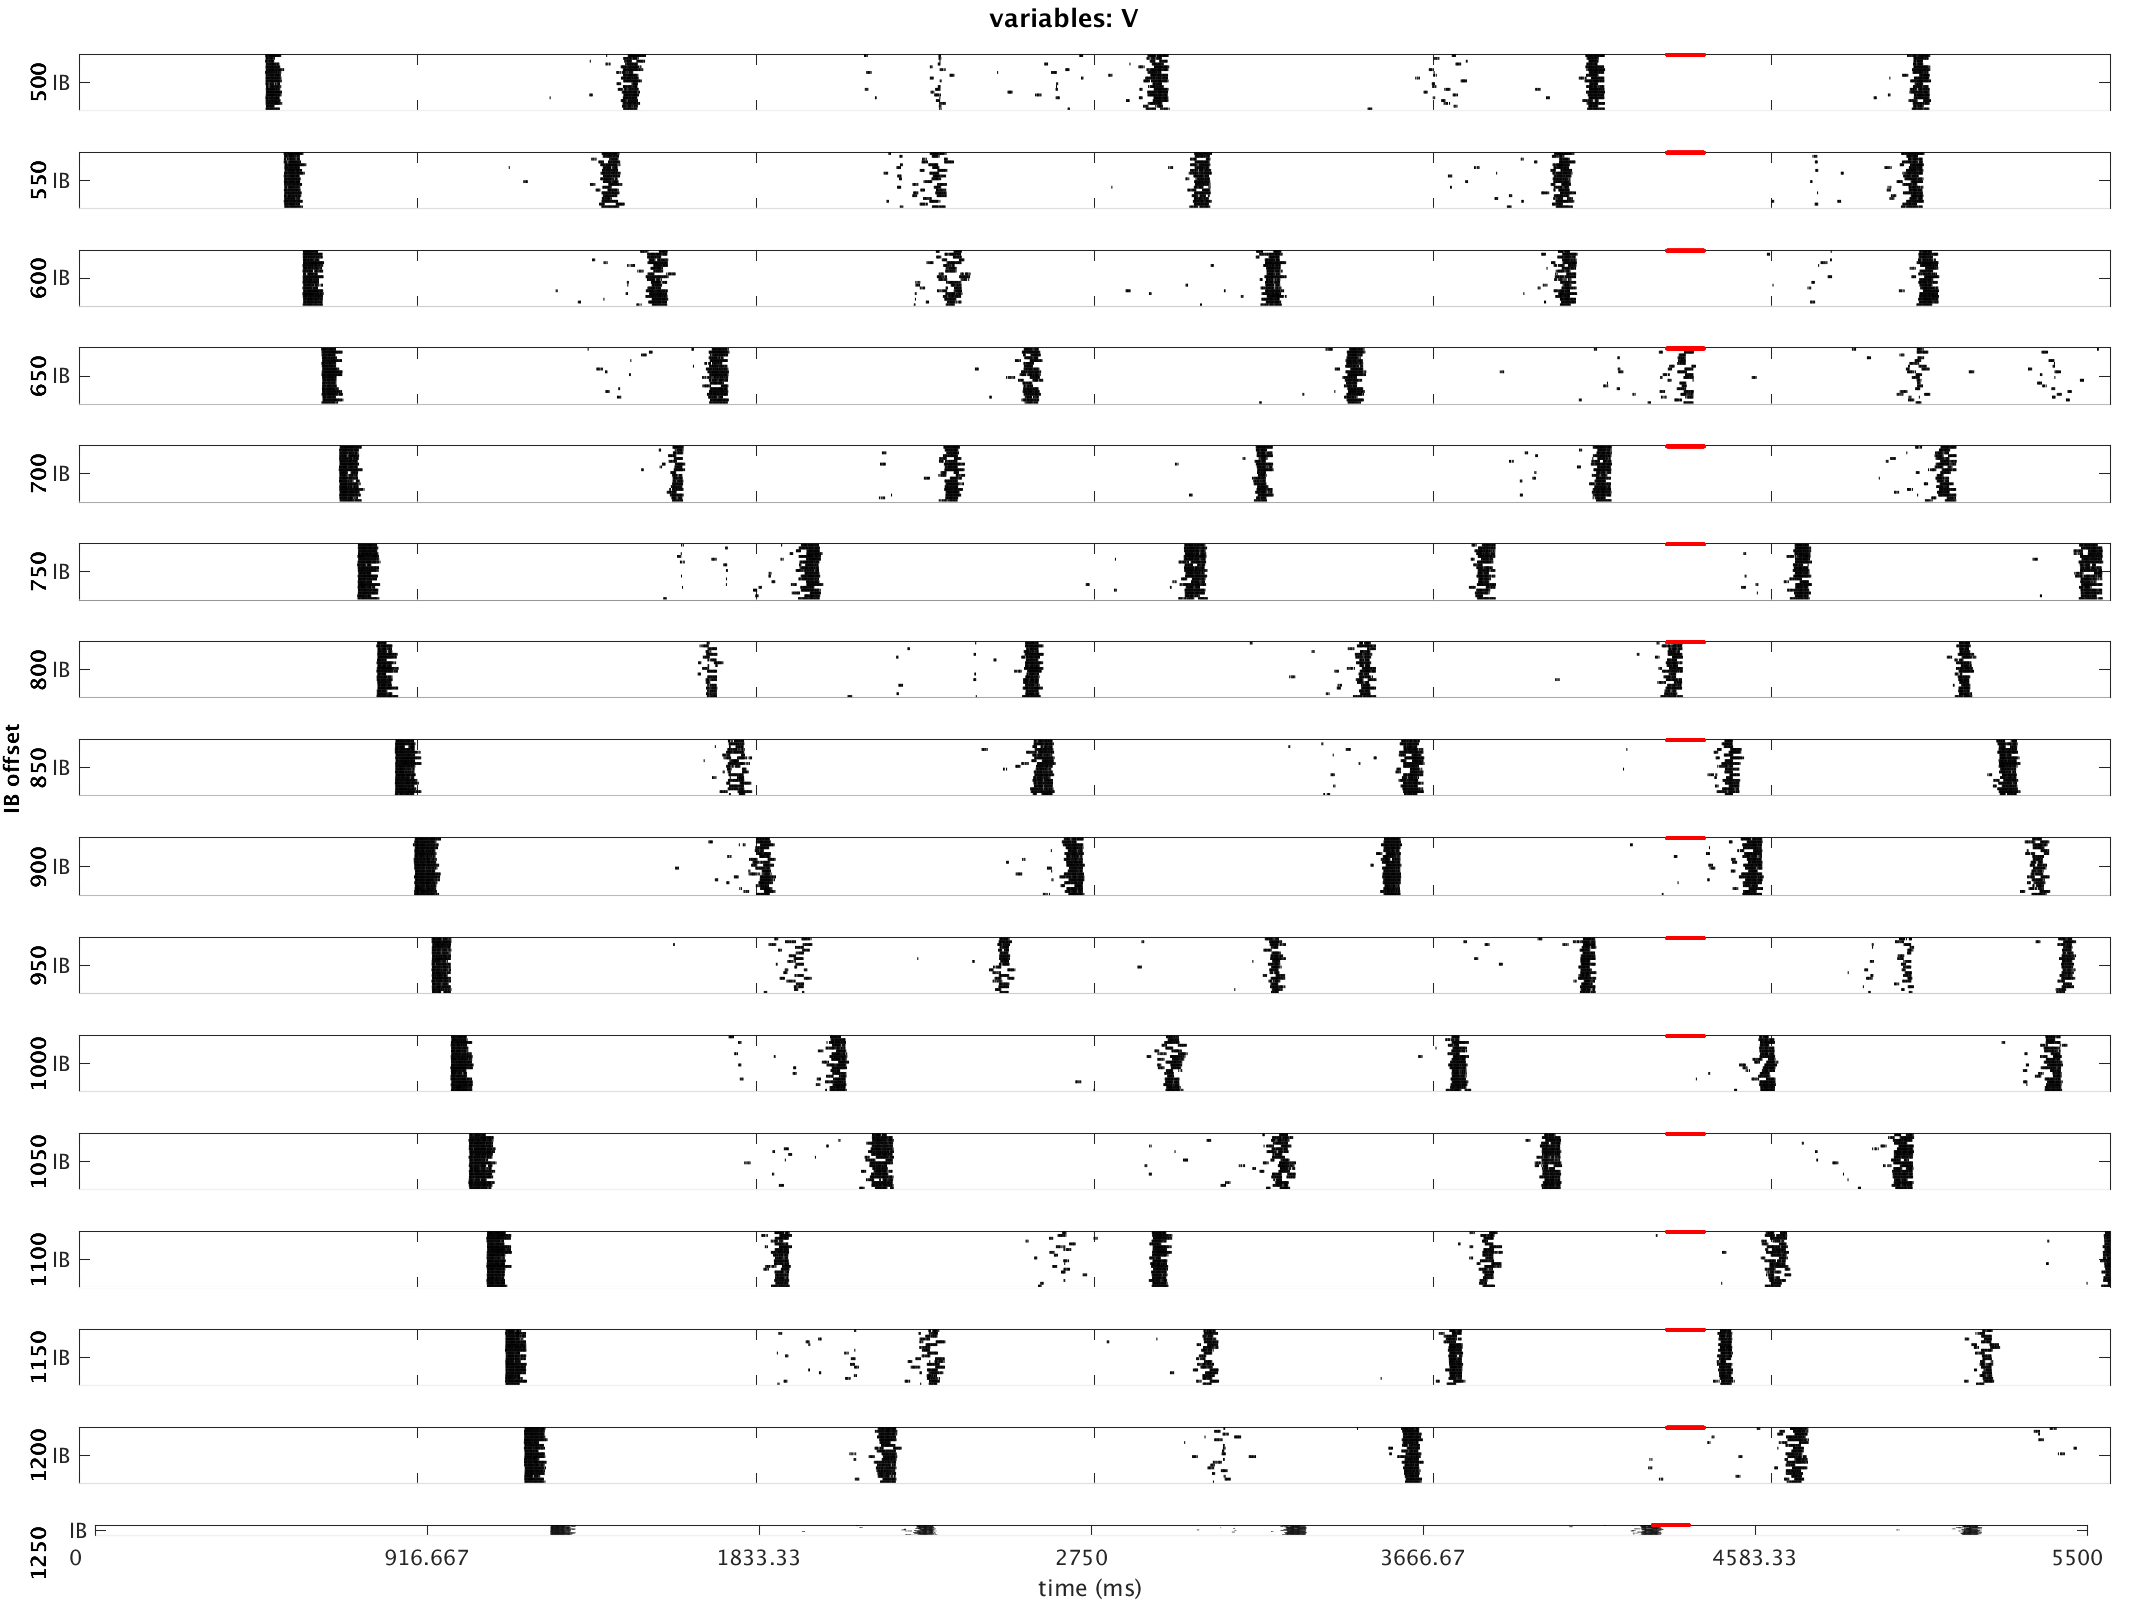 variables: V
IB offset
500 IB
550 IB
600 IB
650 IB
700 IB
750 IB
800 IB
850 IB
900 IB
950 IB
1000 IB
1050 IB
1100 IB
1150 IB
1200 IB
1250 IB
0 916.667 1833.33 2750 3666.67 4583.33 5500
time (ms)